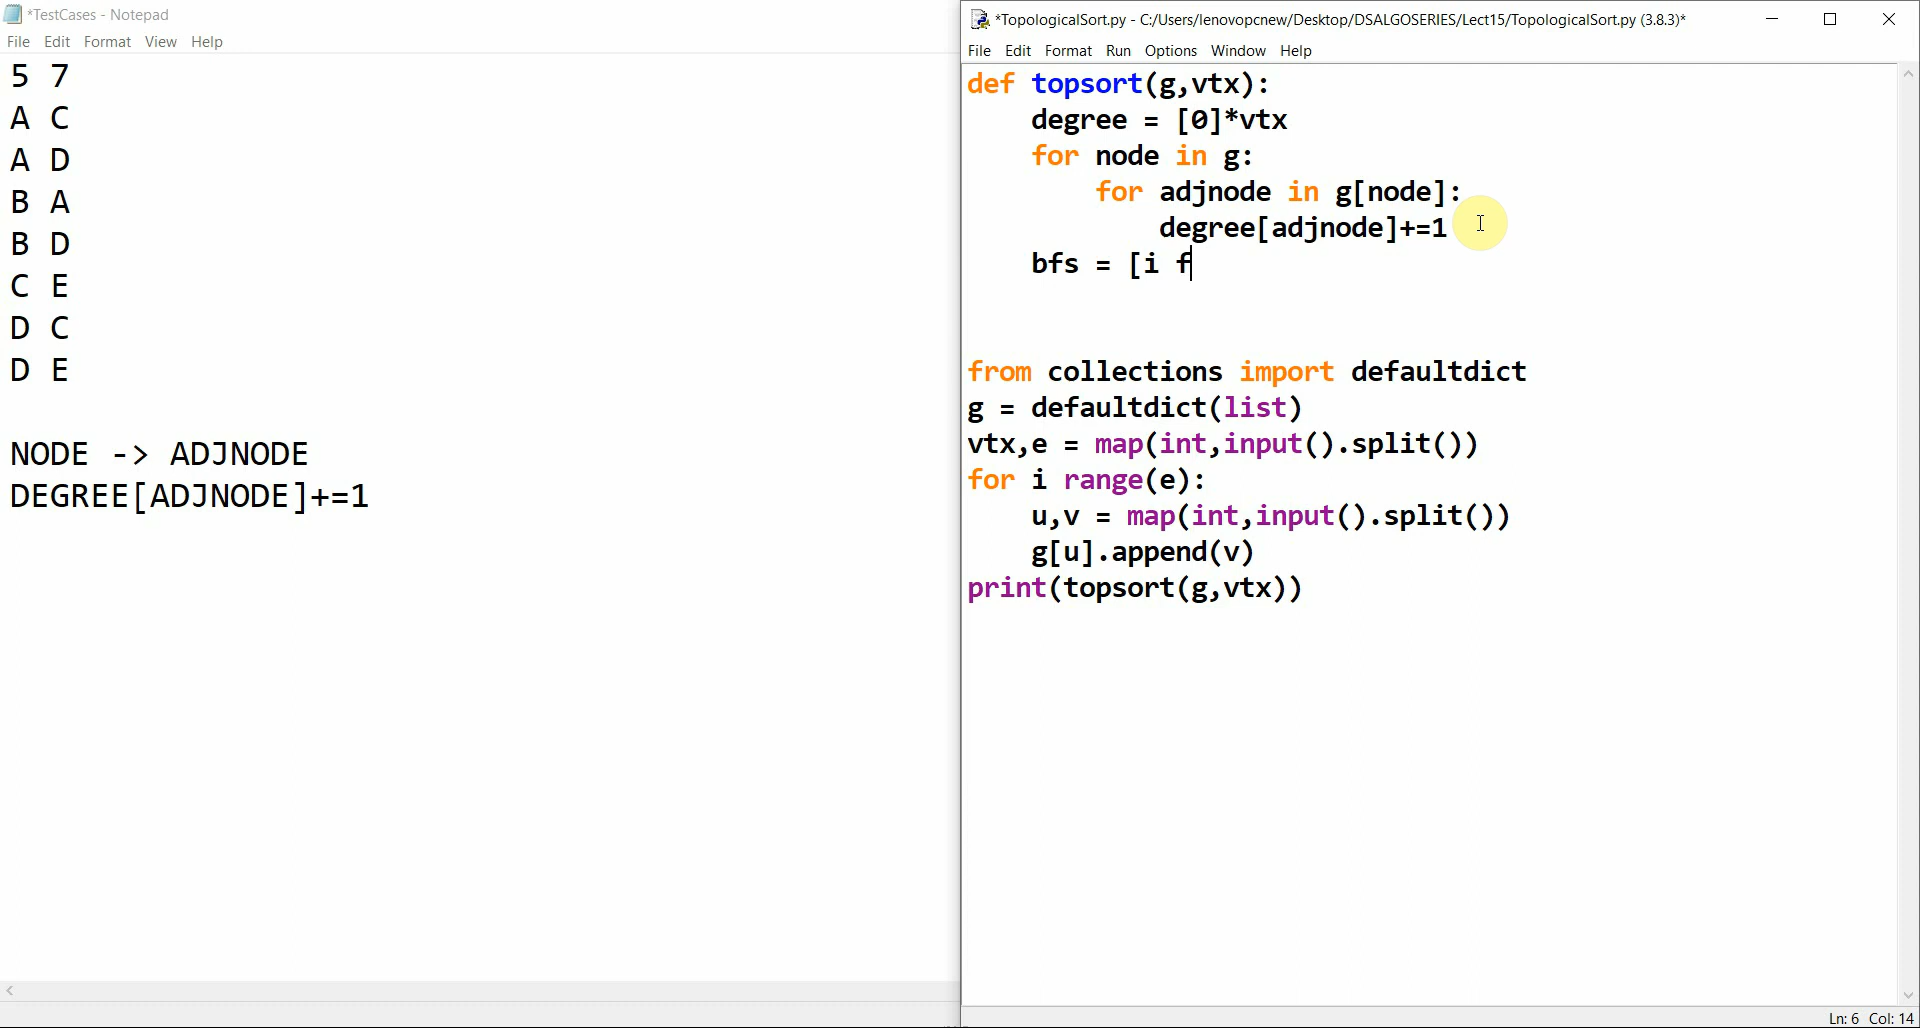 *TestCases - Notepad
File Edit Format View Help
5 7
A C
A D
B A
B D
C E
D C
D E
NODE -> ADJNODE
DEGREE[ADJNODE]+=1
*TopologicalSort.py - C:/Users/lenovopcnew/Desktop/DSALGOSERIES/Lect15/TopologicalSort.py (3.8.3)*
File Edit Format Run Options Window Help
def topsort(g,vtx):
    degree = [0]*vtx
    for node in g:
        for adjnode in g[node]:
            degree[adjnode]+=1
    bfs = [i f
from collections import defaultdict
g = defaultdict(list)
vtx,e = map(int,input().split())
for i range(e):
    u,v = map(int,input().split())
    g[u].append(v)
print(topsort(g,vtx))
Ln: 6 Col: 14